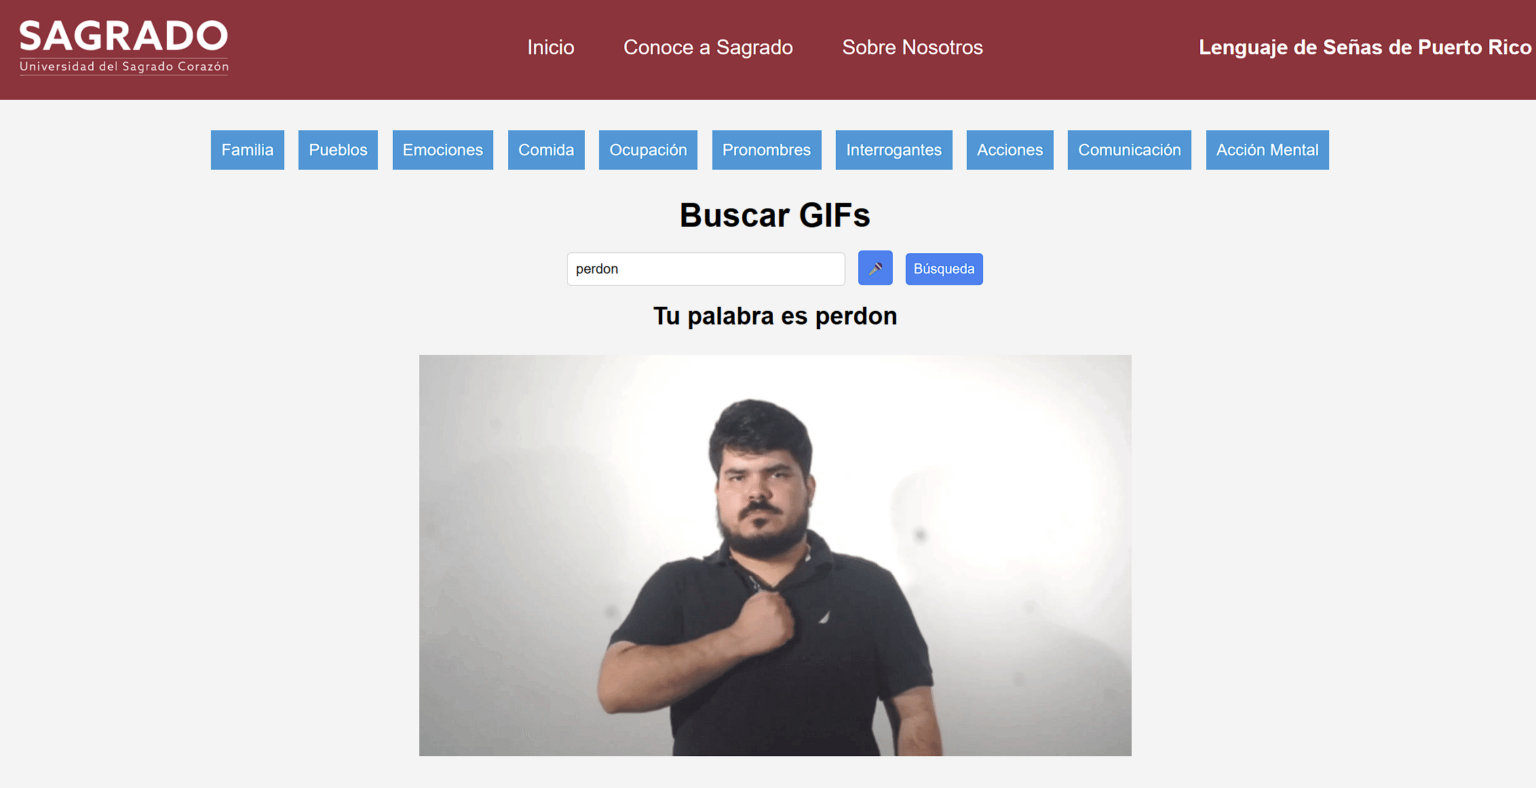 SAGRADO
Universidad del Sagrado Corazón
Inicio Conoce a Sagrado Sobre Nosotros
Lenguaje de Señas de Puerto Rico
Familia Pueblos Emociones Comida Ocupación Pronombres Interrogantes Acciones Comunicación Acción Mental
Buscar GIFs
perdon
Búsqueda
Tu palabra es perdon